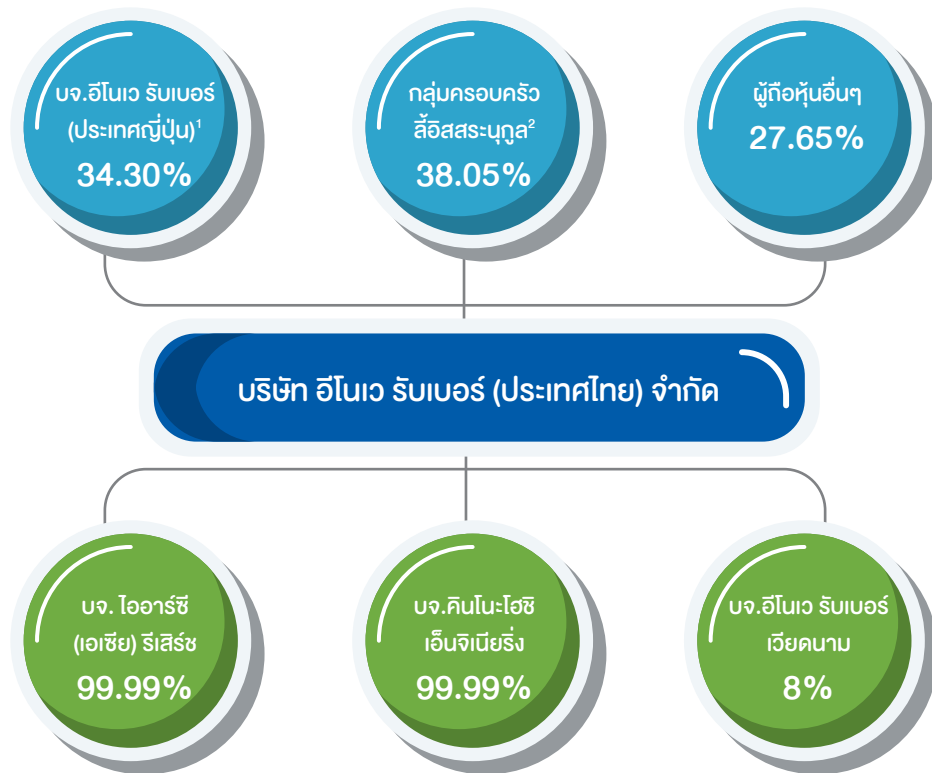 บจ.อีโนเว รับเบอร์
(ประเทศญี่ปุ่น)¹
34.30%
กลุ่มครอบครัว
ลี้อิสสระนุกูล²
38.05%
ผู้ถือหุ้นอื่นๆ
27.65%
บริษัท อีโนเว รับเบอร์ (ประเทศไทย) จำกัด
บจ. ไออาร์ซี
(เอเซีย) รีเสิร์ช
99.99%
บจ.คินโนะโฮชิ
เอ็นจิเนียริ่ง
99.99%
บจ.อีโนเว รับเบอร์
เวียดนาม
8%